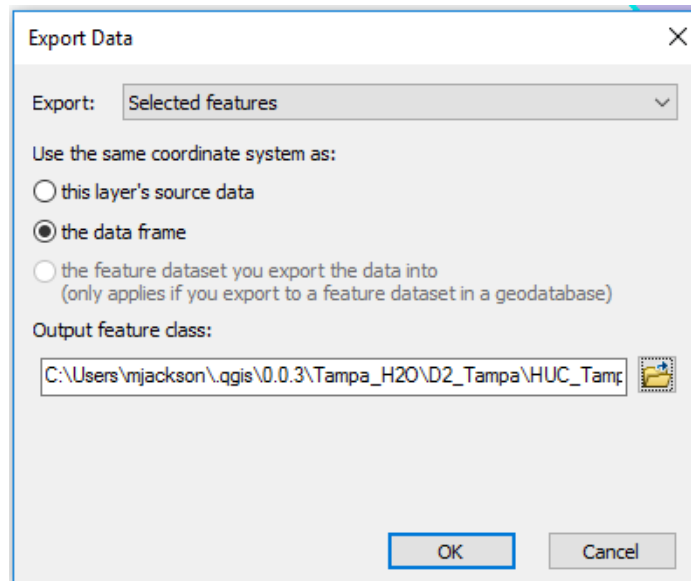 Export Data
Export: Selected features
Use the same coordinate system as:
this layer's source data
the data frame
the feature dataset you export the data into
(only applies if you export to a feature dataset in a geodatabase)
Output feature class:
C:\Users\mjackson\.qgis\0.0.3\Tampa_H2O\D2_Tampa\HUC_Tamp
OK Cancel